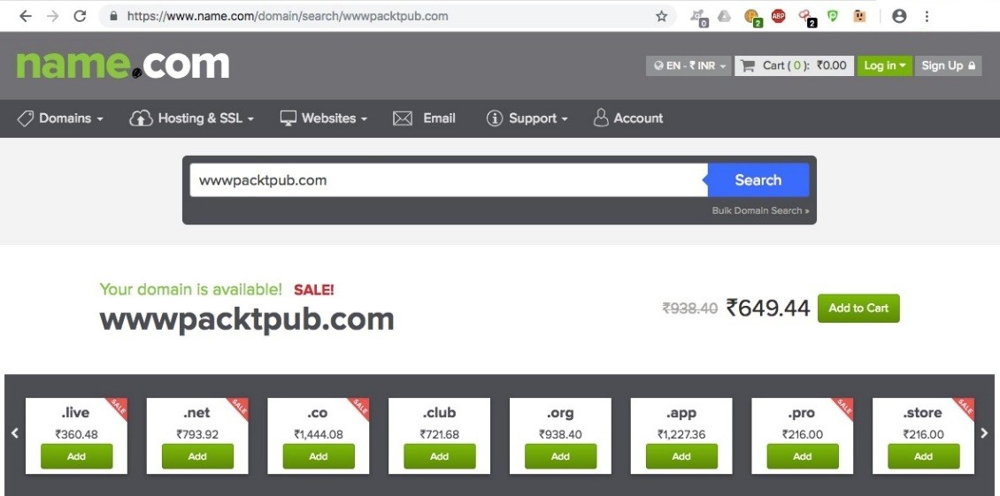 https://www.name.com/domain/search/wwwpacktpub.com
0 2 ABP 2
name.com
EN - ₹ INR Cart ( 0 ): ₹0.00 Log in Sign Up
Domains Hosting & SSL Websites Email Support Account
wwwpacktpub.com Search
Bulk Domain Search »
Your domain is available! SALE!
wwwpacktpub.com
₹938.40 ₹649.44 Add to Cart
SALE SALE SALE SALE SALE
.live .net .co .club .org .app .pro .store
₹360.48 ₹793.92 ₹1,444.08 ₹721.68 ₹938.40 ₹1,227.36 ₹216.00 ₹216.00
Add Add Add Add Add Add Add Add